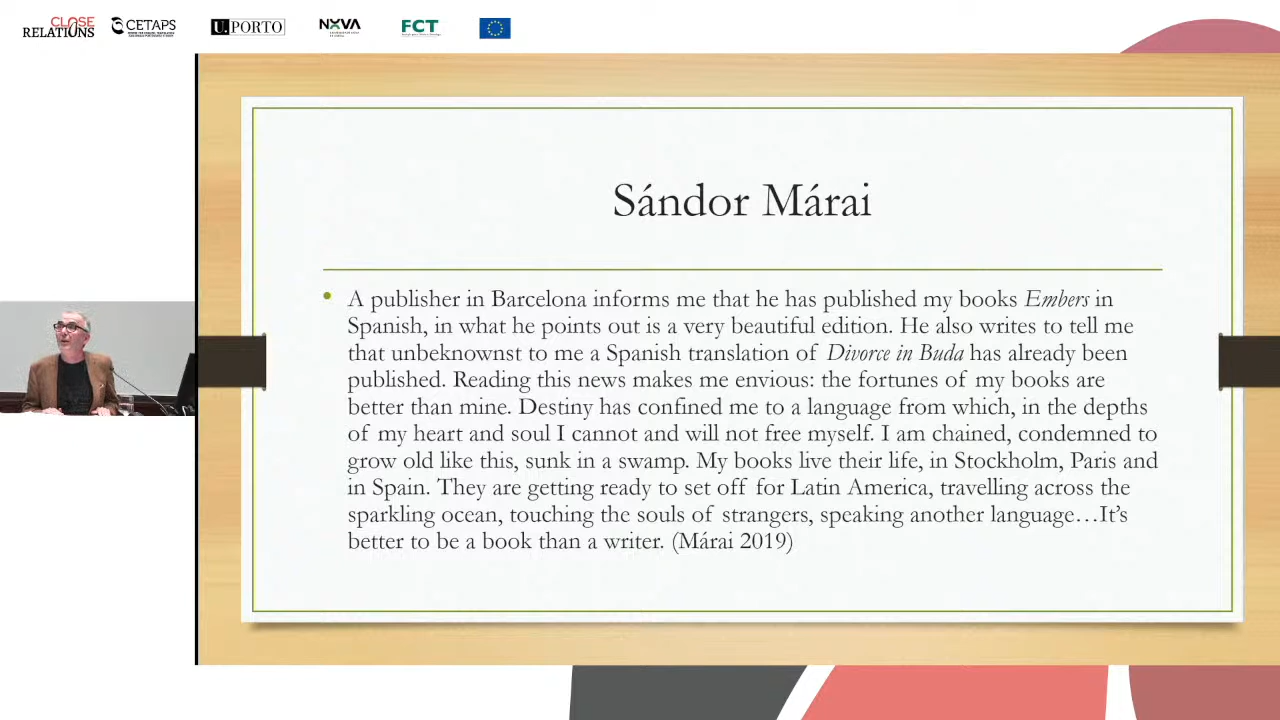 CLOSE
RELATIONS
CETAPS
U.PORTO
NOVA
FCT
Sándor Márai
• A publisher in Barcelona informs me that he has published my books Embers in
Spanish, in what he points out is a very beautiful edition. He also writes to tell me
that unbeknownst to me a Spanish translation of Divorce in Buda has already been
published. Reading this news makes me envious: the fortunes of my books are
better than mine. Destiny has confined me to a language from which, in the depths
of my heart and soul I cannot and will not free myself. I am chained, condemned to
grow old like this, sunk in a swamp. My books live their life, in Stockholm, Paris and
in Spain. They are getting ready to set off for Latin America, travelling across the
sparkling ocean, touching the souls of strangers, speaking another language…It’s
better to be a book than a writer. (Márai 2019)